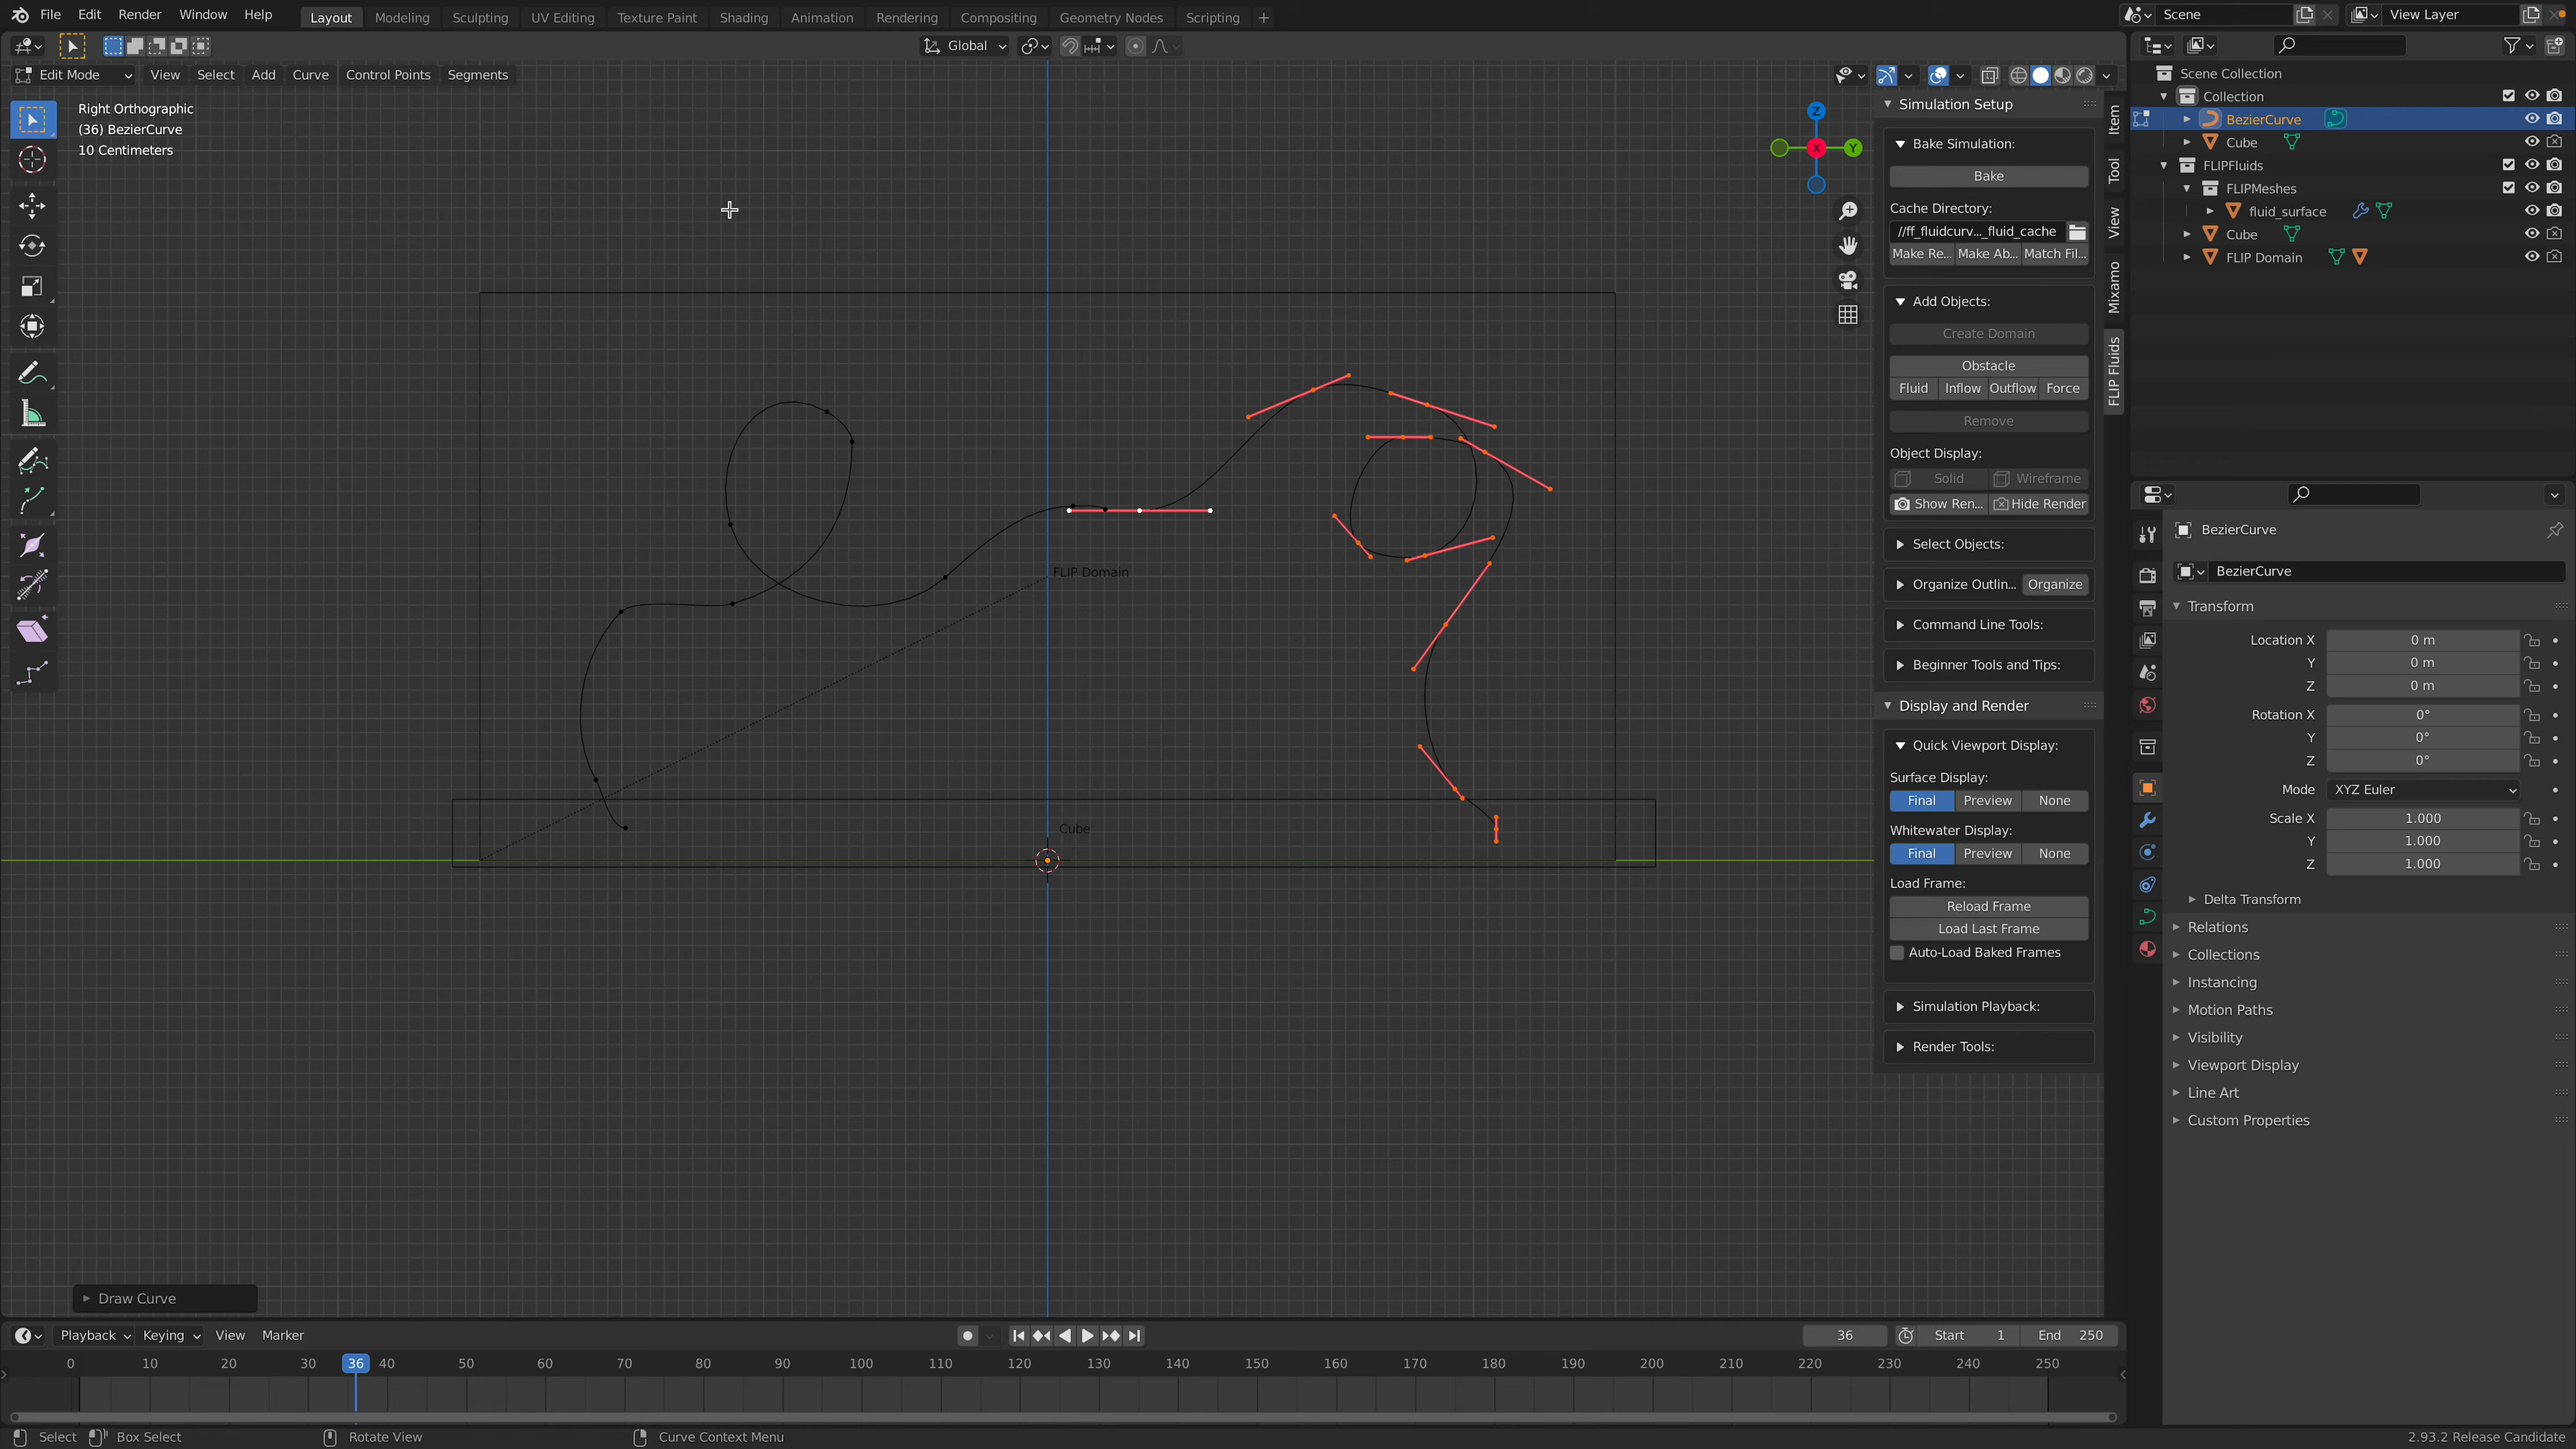 File Edit Render Window Help Layout Modeling Sculpting UV Editing Texture Paint Shading Animation Rendering Compositing Geometry Nodes Scripting + Scene View Layer
Global
Edit Mode View Select Add Curve Control Points Segments
Right Orthographic
(36) BezierCurve
10 Centimeters
Z
X
Y
FLIP Domain
Cube
Draw Curve
Simulation Setup
Bake Simulation:
Bake
Cache Directory:
//ff_fluidcurv..._fluid_cache
Make Re... Make Ab... Match Fil...
Add Objects:
Create Domain
Obstacle
Fluid Inflow Outflow Force
Remove
Object Display:
Solid Wireframe
Show Ren... Hide Render
Select Objects:
Organize Outlin... Organize
Command Line Tools:
Beginner Tools and Tips:
Display and Render
Quick Viewport Display:
Surface Display:
Final Preview None
Whitewater Display:
Final Preview None
Load Frame:
Reload Frame
Load Last Frame
Auto-Load Baked Frames
Simulation Playback:
Render Tools:
Item
Tool
View
Mixamo
FLIP Fluids
Scene Collection
Collection
BezierCurve
Cube
FLIPFluids
FLIPMeshes
fluid_surface
Cube
FLIP Domain
BezierCurve
BezierCurve
Transform
Location X 0 m
Y 0 m
Z 0 m
Rotation X 0°
Y 0°
Z 0°
Mode XYZ Euler
Scale X 1.000
Y 1.000
Z 1.000
Delta Transform
Relations
Collections
Instancing
Motion Paths
Visibility
Viewport Display
Line Art
Custom Properties
Playback Keying View Marker 36 Start 1 End 250
0 10 20 30 36 40 50 60 70 80 90 100 110 120 130 140 150 160 170 180 190 200 210 220 230 240 250
Select Box Select Rotate View Curve Context Menu 2.93.2 Release Candidate